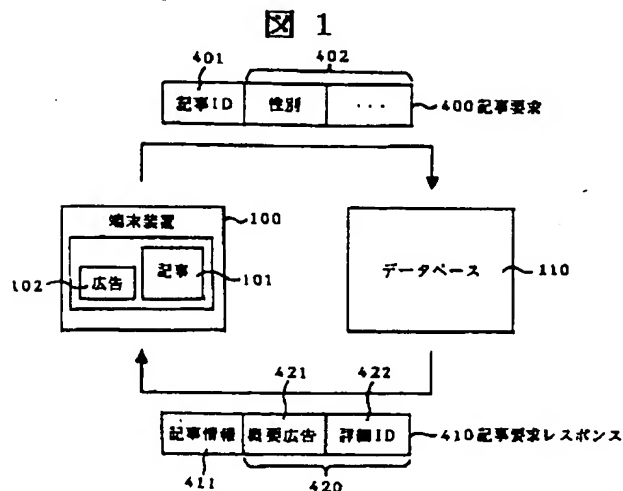 図 1
401 402
記事ID 性別 ... 400 記事要求
端末装置 100
102 広告 記事 101
データベース 110
421 422
記事情報 概要広告 詳細ID 410 記事要求レスポンス
411 420